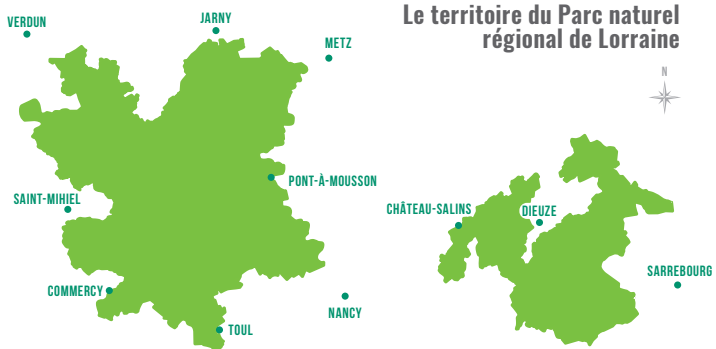 Le territoire du Parc naturel
régional de Lorraine
N
VERDUN
JARNY
METZ
PONT-À-MOUSSON
SAINT-MIHIEL
COMMERCY
TOUL
NANCY
CHÂTEAU-SALINS
DIEUZE
SARREBOURG